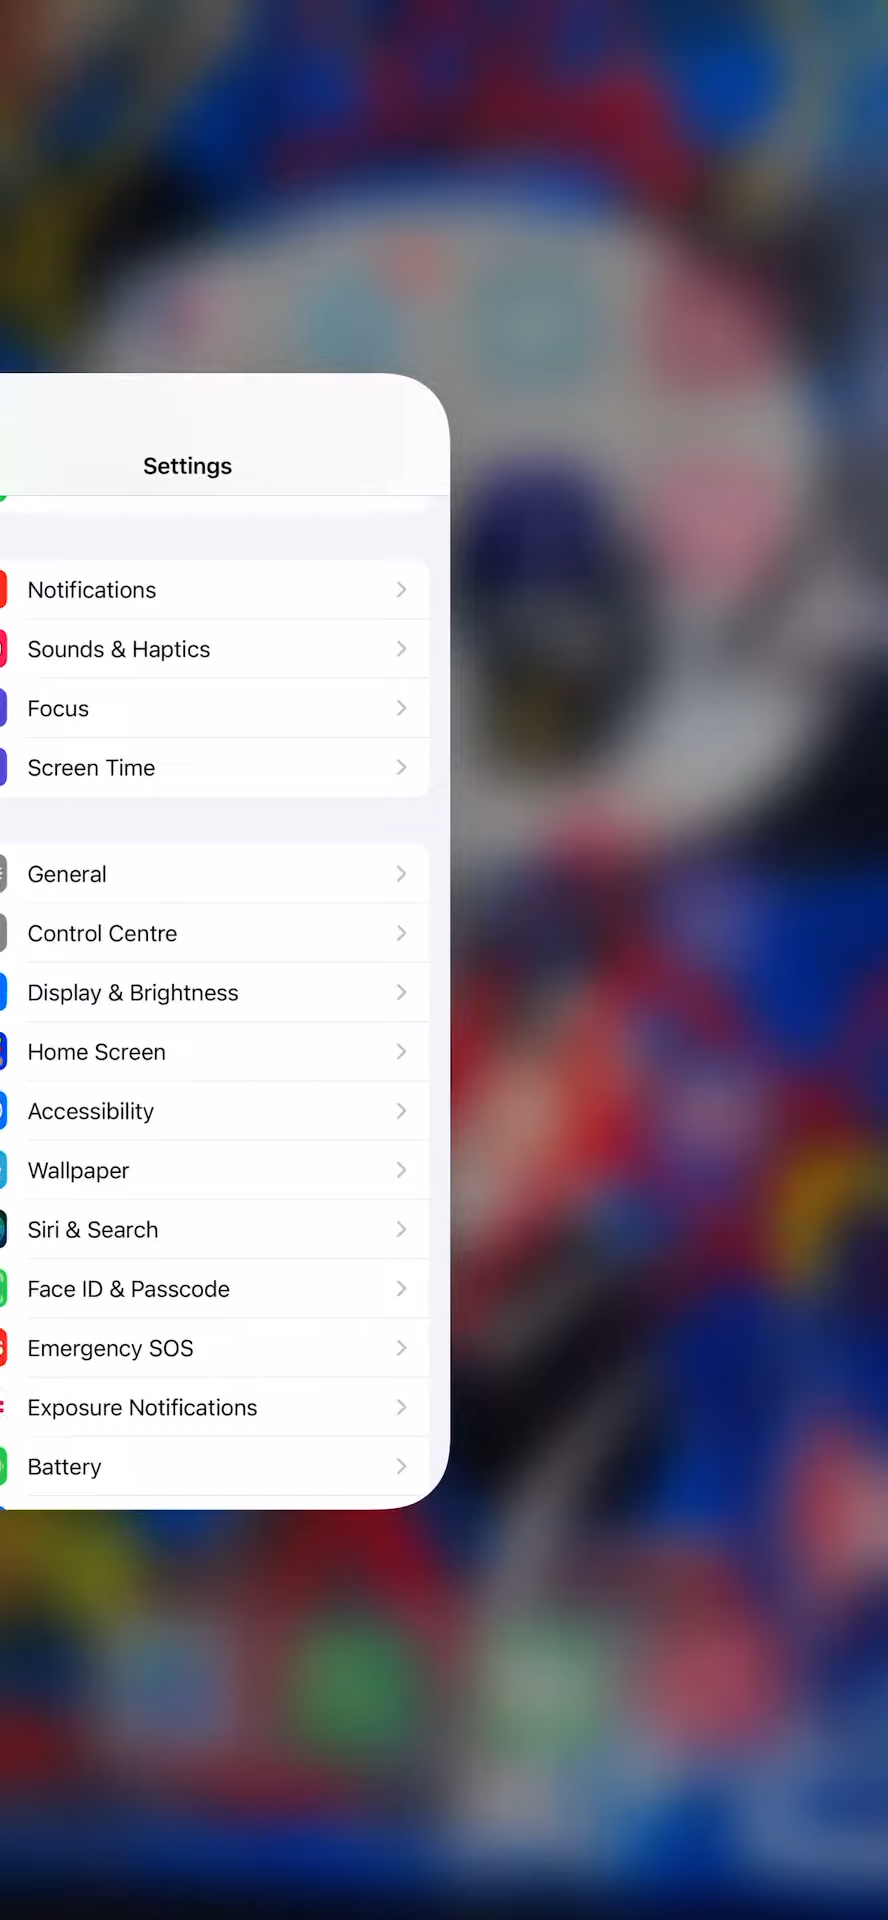 Settings
Notifications
Sounds & Haptics
Focus
Screen Time
General
Control Centre
Display & Brightness
Home Screen
Accessibility
Wallpaper
Siri & Search
Face ID & Passcode
Emergency SOS
Exposure Notifications
Battery